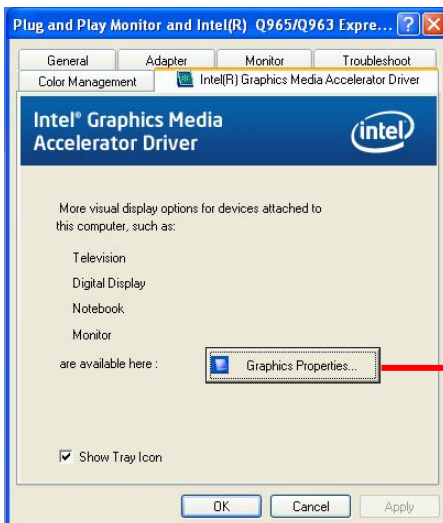 Plug and Play Monitor and Intel(R) Q965/Q963 Expre...
General Adapter Monitor Troubleshoot
Color Management Intel(R) Graphics Media Accelerator Driver
Intel® Graphics Media
Accelerator Driver
intel
More visual display options for devices attached to
this computer, such as:
Television
Digital Display
Notebook
Monitor
are available here : Graphics Properties...
Show Tray Icon
OK Cancel Apply